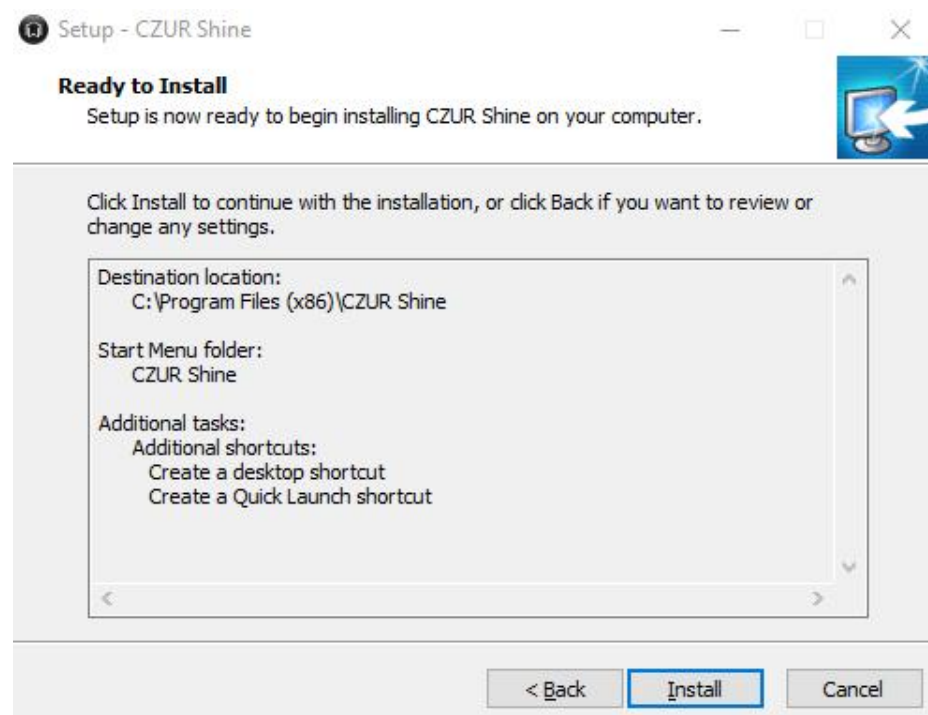 Setup - CZUR Shine
Ready to Install
Setup is now ready to begin installing CZUR Shine on your computer.
Click Install to continue with the installation, or click Back if you want to review or
change any settings.
Destination location:
C:\Program Files (x86)\CZUR Shine
Start Menu folder:
CZUR Shine
Additional tasks:
Additional shortcuts:
Create a desktop shortcut
Create a Quick Launch shortcut
< Back Install Cancel